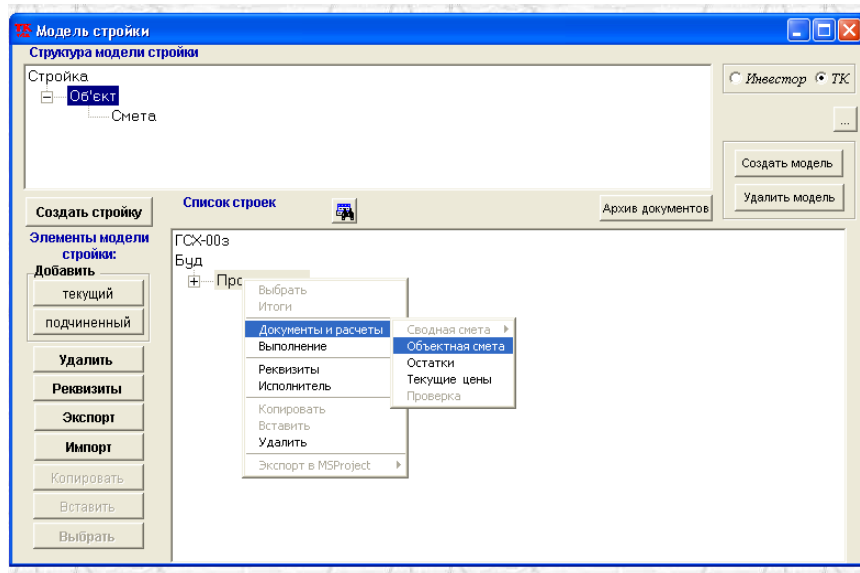 ТК Модель стройки
Структура модели стройки
Стройка
Об'єкт
Смета
Инвестор ТК
...
Создать модель
Удалить модель
Создать стройку
Список строек
Архив документов
Элементы модели
стройки:
Добавить
текущий
подчиненный
Удалить
Реквизиты
Экспорт
Импорт
Копировать
Вставить
Выбрать
ГСХ-00з
Буд
Выбрать
Итоги
Документы и расчеты
Выполнение
Реквизиты
Исполнитель
Копировать
Вставить
Удалить
Экспорт в MSProject
Сводная смета
Объектная смета
Остатки
Текущие цены
Проверка